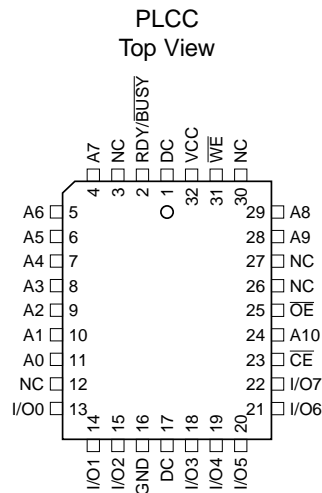 PLCC
Top View
A7
NC
RDY/BUSY
DC
VCC
WE
NC
4
3
2
1
32
31
30
A6 5
A5 6
A4 7
A3 8
A2 9
A1 10
A0 11
NC 12
I/O0 13
29 A8
28 A9
27 NC
26 NC
25 OE
24 A10
23 CE
22 I/O7
21 I/O6
14
15
16
17
18
19
20
I/O1
I/O2
GND
DC
I/O3
I/O4
I/O5